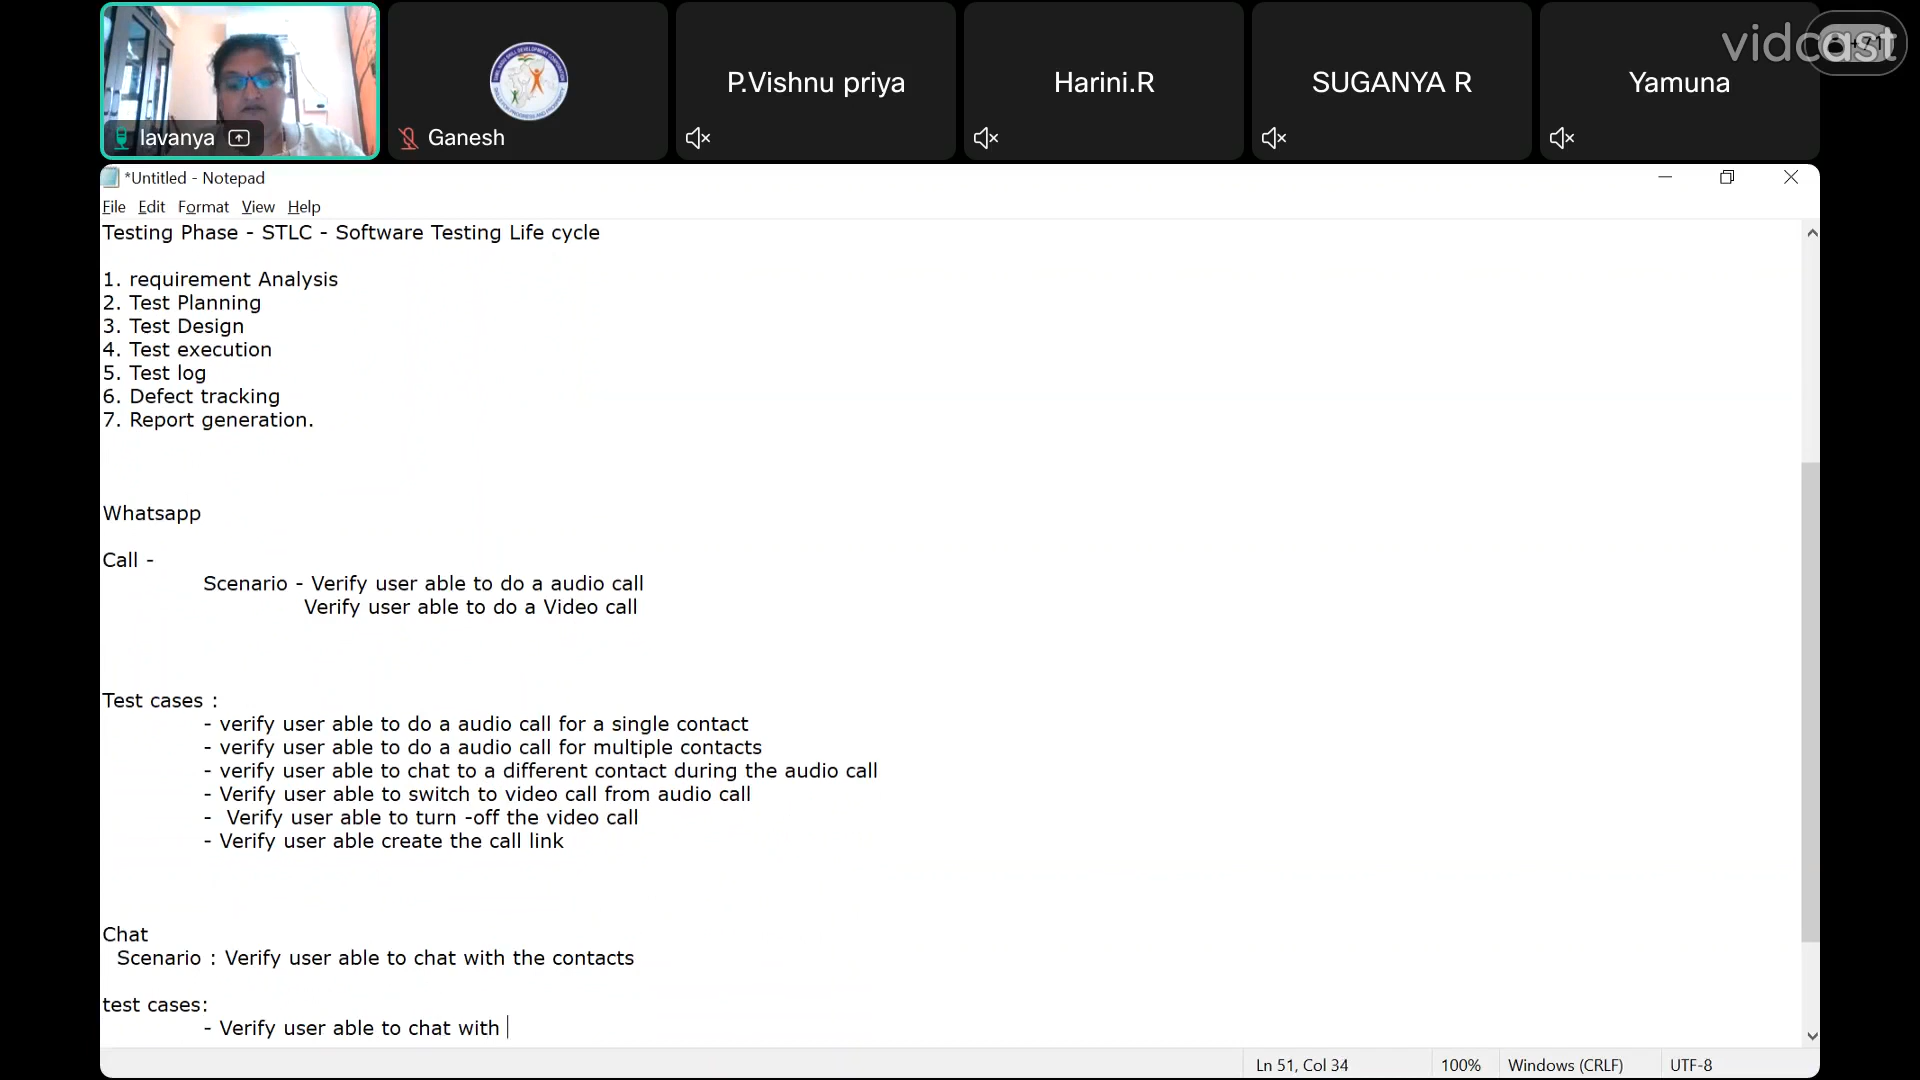 lavanya
Ganesh
P.Vishnu priya
Harini.R
SUGANYA R
Yamuna
vidcast
*Untitled - Notepad
File Edit Format View Help
Testing Phase - STLC - Software Testing Life cycle
1. requirement Analysis
2. Test Planning
3. Test Design
4. Test execution
5. Test log
6. Defect tracking
7. Report generation.
Whatsapp
Call -
Scenario - Verify user able to do a audio call
Verify user able to do a Video call
Test cases :
- verify user able to do a audio call for a single contact
- verify user able to do a audio call for multiple contacts
- verify user able to chat to a different contact during the audio call
- Verify user able to switch to video call from audio call
- Verify user able to turn -off the video call
- Verify user able create the call link
Chat
Scenario : Verify user able to chat with the contacts
test cases:
- Verify user able to chat with
Ln 51, Col 34 100% Windows (CRLF) UTF-8